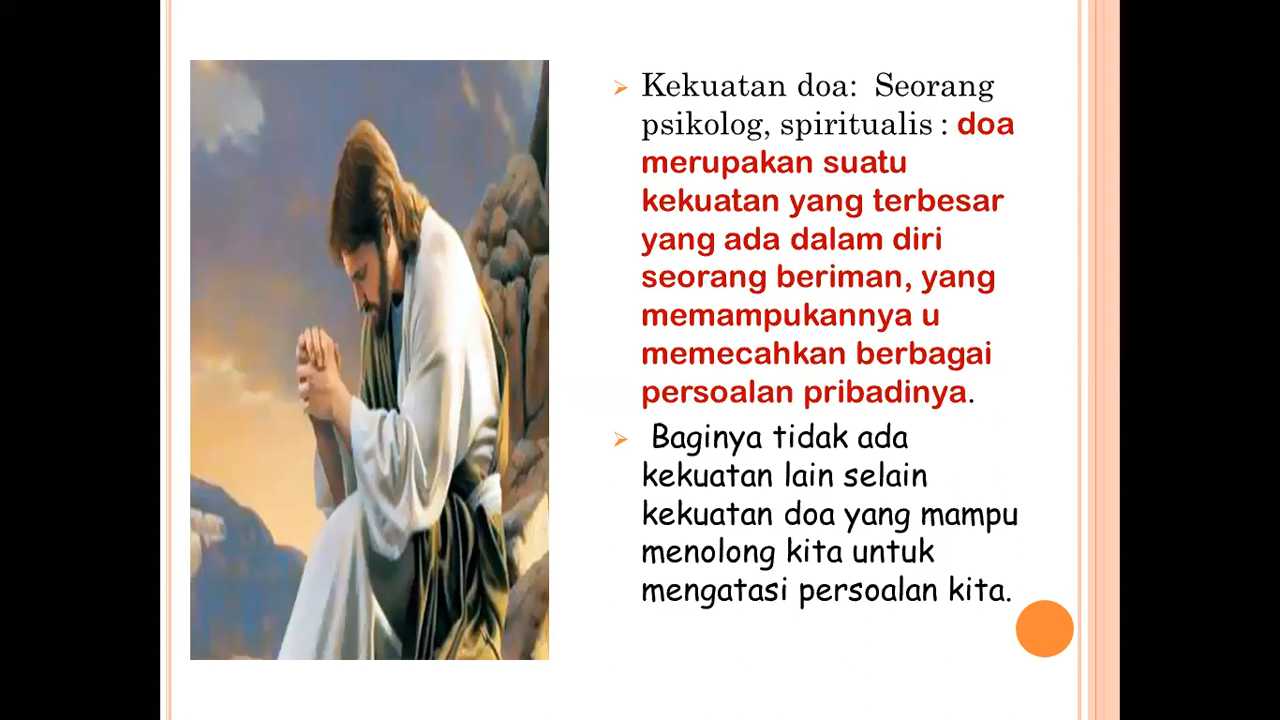 Kekuatan doa: Seorang
psikolog, spiritualis : doa
merupakan suatu
kekuatan yang terbesar
yang ada dalam diri
seorang beriman, yang
memampukannya u
memecahkan berbagai
persoalan pribadinya.
Baginya tidak ada
kekuatan lain selain
kekuatan doa yang mampu
menolong kita untuk
mengatasi persoalan kita.